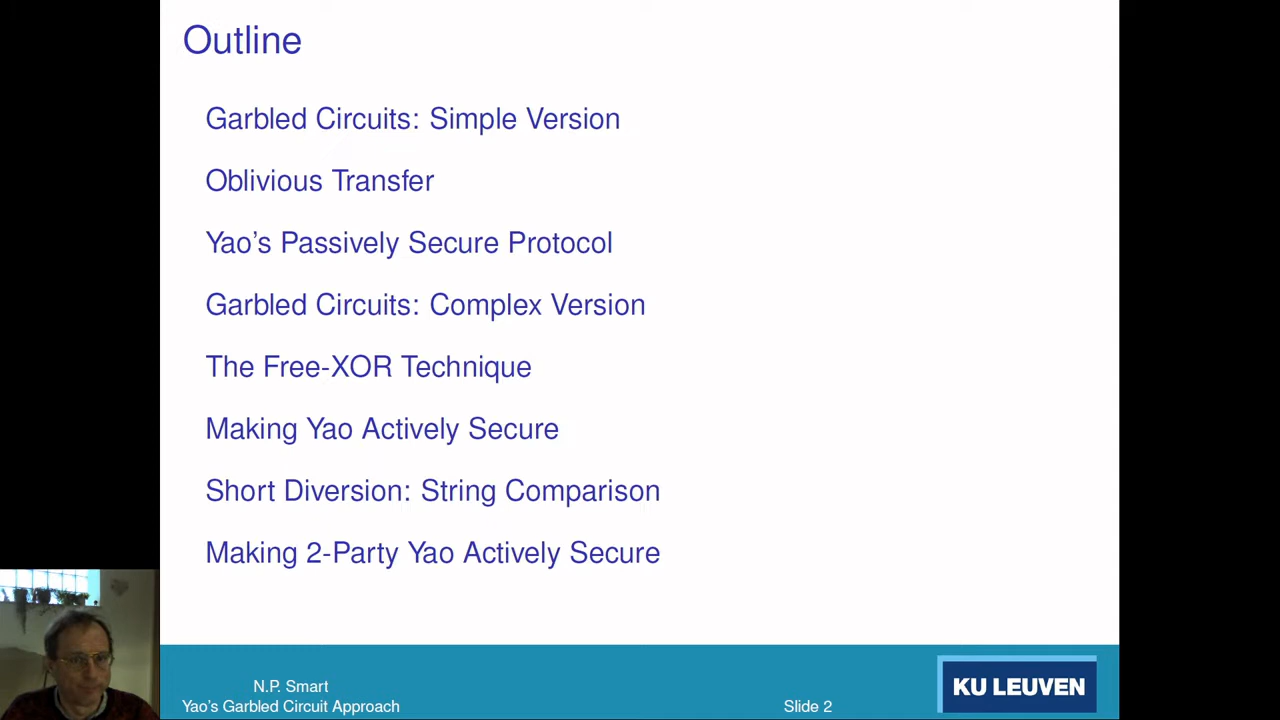 Outline
Garbled Circuits: Simple Version
Oblivious Transfer
Yao's Passively Secure Protocol
Garbled Circuits: Complex Version
The Free-XOR Technique
Making Yao Actively Secure
Short Diversion: String Comparison
Making 2-Party Yao Actively Secure
N.P. Smart
Yao's Garbled Circuit Approach
Slide 2
KU LEUVEN